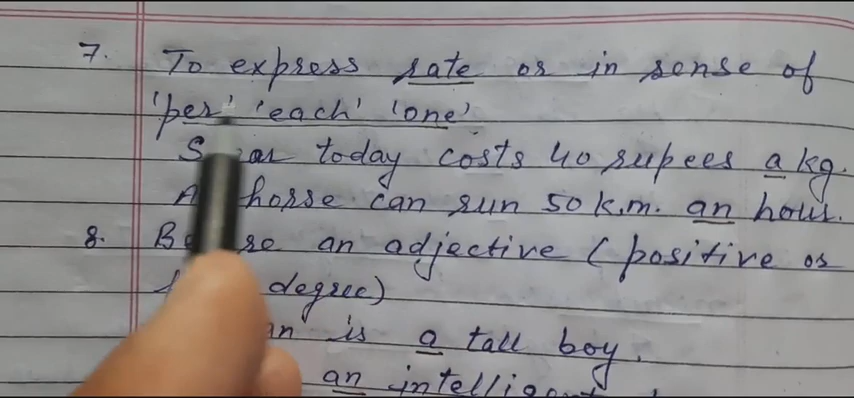 7. To express rate or in sense of
'per' 'each' 'one'
today costs 40 rupees a kg.
A horse can run 50 k.m. an hour.
8. an adjective (positive or
degree)
is a tall boy.
an intelligent